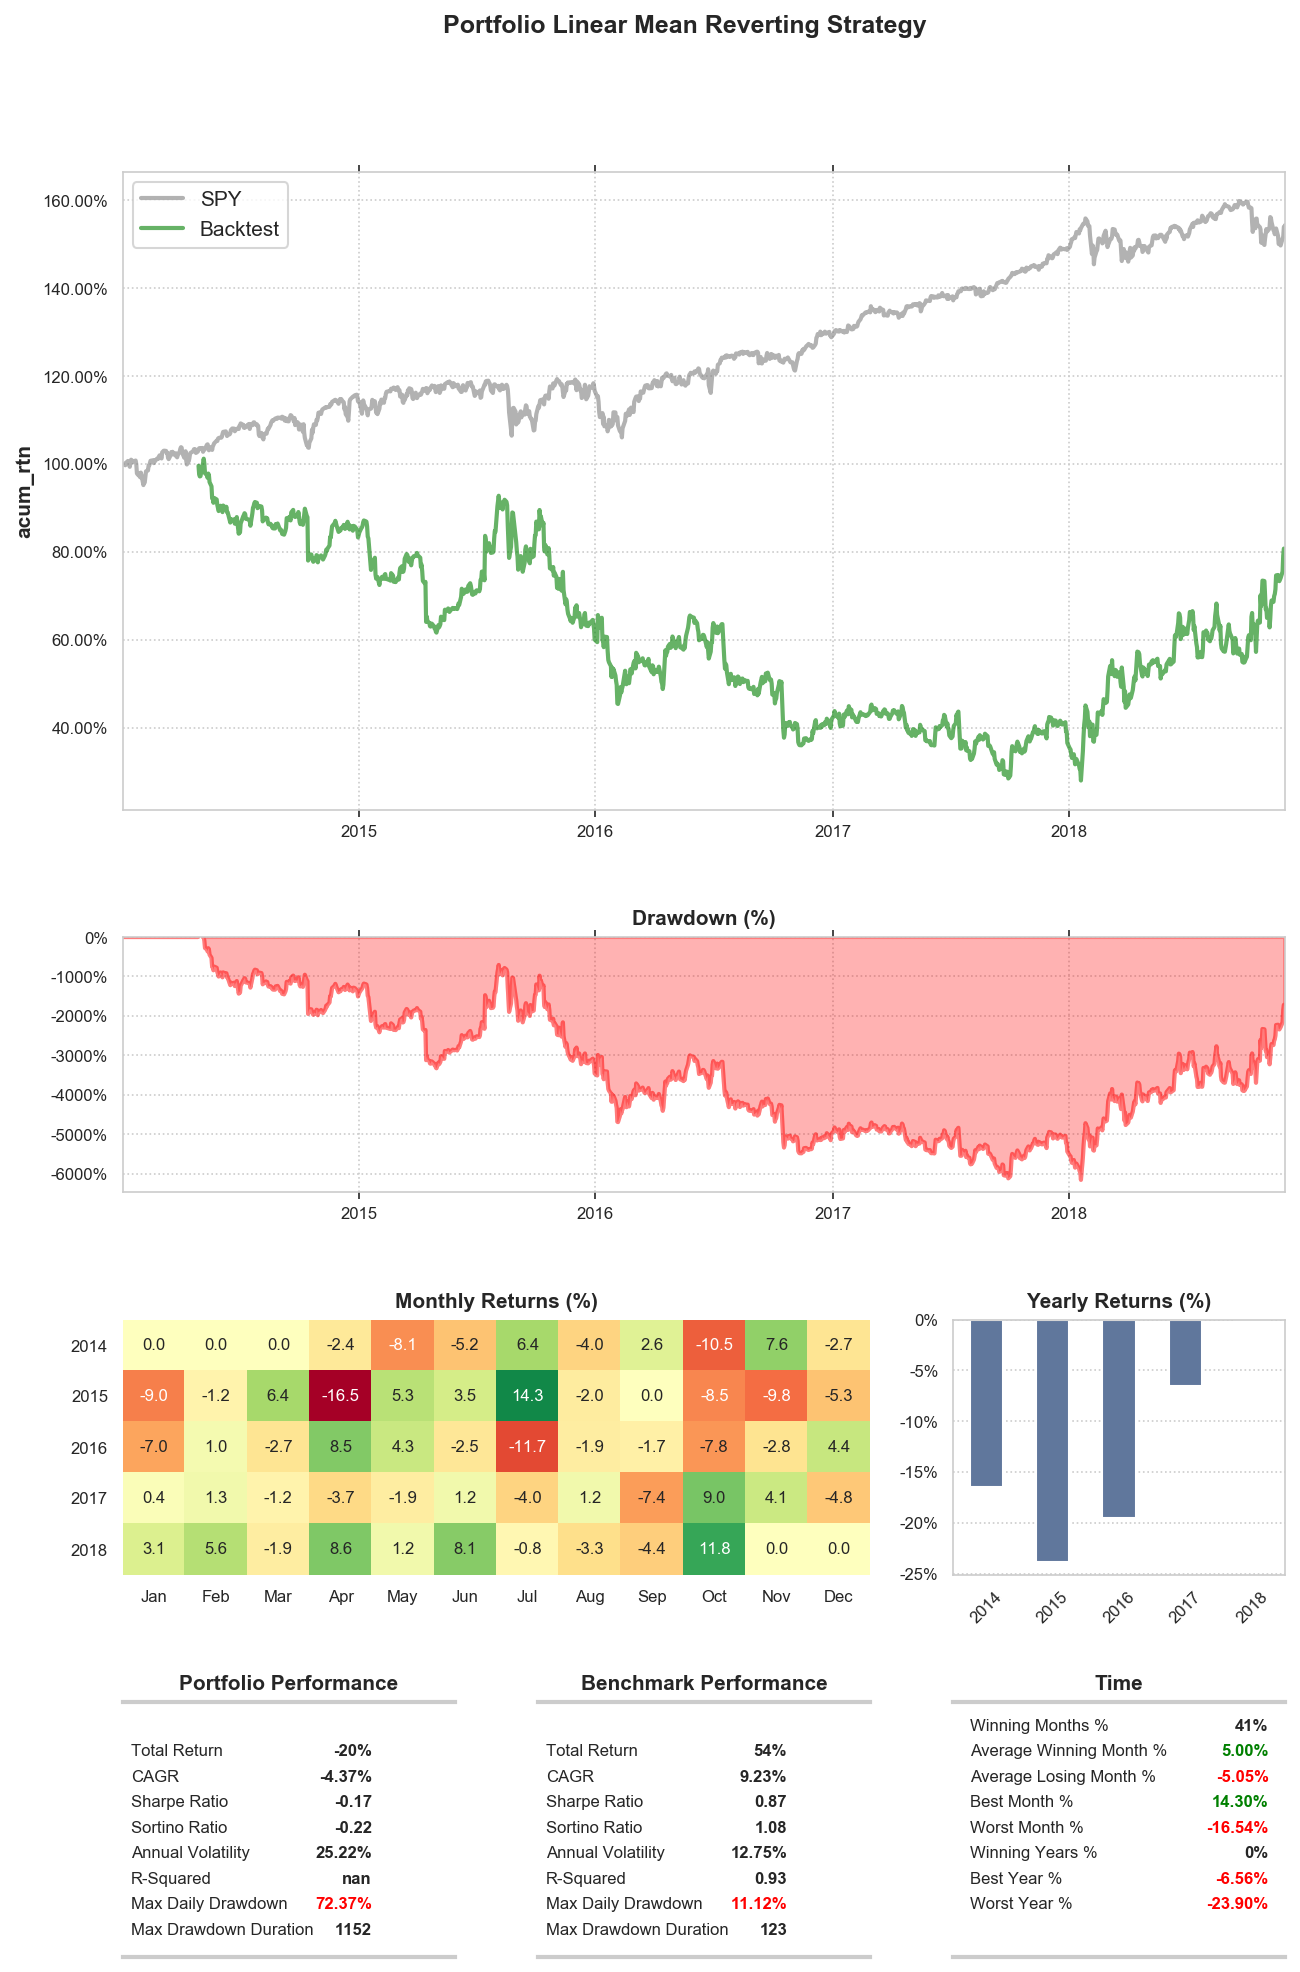 Portfolio Linear Mean Reverting Strategy
SPY
Backtest
160.00%
140.00%
120.00%
100.00%
80.00%
60.00%
40.00%
acum_rtn
2015 2016 2017 2018
Drawdown (%)
0%
-1000%
-2000%
-3000%
-4000%
-5000%
-6000%
2015 2016 2017 2018
Monthly Returns (%)
2014 0.0 0.0 0.0 -2.4 -8.1 -5.2 6.4 -4.0 2.6 -10.5 7.6 -2.7
2015 -9.0 -1.2 6.4 -16.5 5.3 3.5 14.3 -2.0 0.0 -8.5 -9.8 -5.3
2016 -7.0 1.0 -2.7 8.5 4.3 -2.5 -11.7 -1.9 -1.7 -7.8 -2.8 4.4
2017 0.4 1.3 -1.2 -3.7 -1.9 1.2 -4.0 1.2 -7.4 9.0 4.1 -4.8
2018 3.1 5.6 -1.9 8.6 1.2 8.1 -0.8 -3.3 -4.4 11.8 0.0 0.0
Jan Feb Mar Apr May Jun Jul Aug Sep Oct Nov Dec
Yearly Returns (%)
0%
-5%
-10%
-15%
-20%
-25%
2014 2015 2016 2017 2018
Portfolio Performance
Total Return -20%
CAGR -4.37%
Sharpe Ratio -0.17
Sortino Ratio -0.22
Annual Volatility 25.22%
R-Squared nan
Max Daily Drawdown 72.37%
Max Drawdown Duration 1152
Benchmark Performance
Total Return 54%
CAGR 9.23%
Sharpe Ratio 0.87
Sortino Ratio 1.08
Annual Volatility 12.75%
R-Squared 0.93
Max Daily Drawdown 11.12%
Max Drawdown Duration 123
Time
Winning Months % 41%
Average Winning Month % 5.00%
Average Losing Month % -5.05%
Best Month % 14.30%
Worst Month % -16.54%
Winning Years % 0%
Best Year % -6.56%
Worst Year % -23.90%